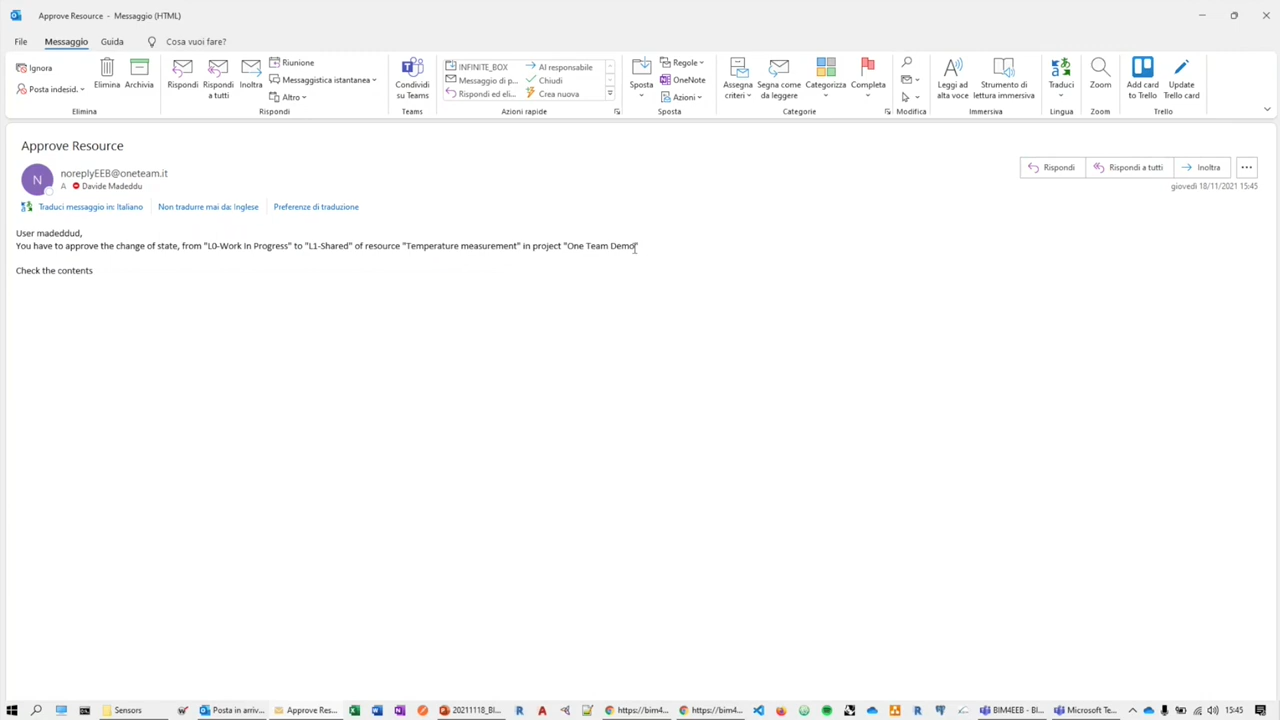 Approve Resource - Messaggio (HTML)
File Messaggio Guida Cosa vuoi fare?
Ignora
Posta indesid.
Elimina
Archivia
Elimina
Rispondi
Rispondi a tutti
Inoltra
Riunione
Messaggistica istantanea
Altro
Rispondi
Condividi su Teams
Teams
INFINITE_BOX
Messaggio di p...
Rispondi ed eli...
Al responsabile
Chiudi
Crea nuova
Azioni rapide
Sposta
Regole
OneNote
Azioni
Sposta
Assegna criteri
Segna come da leggere
Categorizza
Completa
Categorie
Modifica
Leggi ad alta voce
Strumento di lettura immersiva
Immersiva
Traduci
Lingua
Zoom
Zoom
Add card to Trello
Update Trello card
Trello
Approve Resource
N
noreplyEEB@oneteam.it
A Davide Madeddu
Rispondi Rispondi a tutti Inoltra ...
giovedì 18/11/2021 15:45
Traduci messaggio in: Italiano Non tradurre mai da: Inglese Preferenze di traduzione
User madeddud,
You have to approve the change of state, from "L0-Work In Progress" to "L1-Shared" of resource "Temperature measurement" in project "One Team Demo"
Check the contents
Sensors Posta in arriv... Approve Res... 20211118_BI... https://bim4... https://bim4... BIM4EEB - BI... Microsoft Te... 15:45